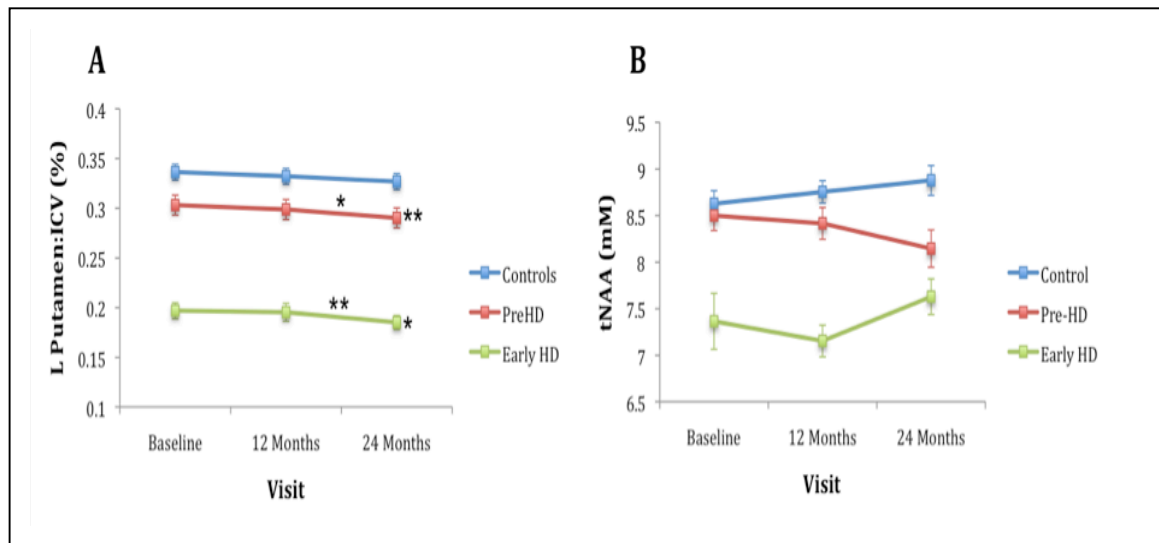 A
L Putamen:ICV (%)
0.4
0.35
0.3
0.25
0.2
0.15
0.1
*
**
**
*
Baseline
12 Months
24 Months
Visit
Controls
PreHD
Early HD
B
tNAA (mM)
9.5
9
8.5
8
7.5
7
6.5
Baseline
12 Months
24 Months
Visit
Control
Pre-HD
Early HD